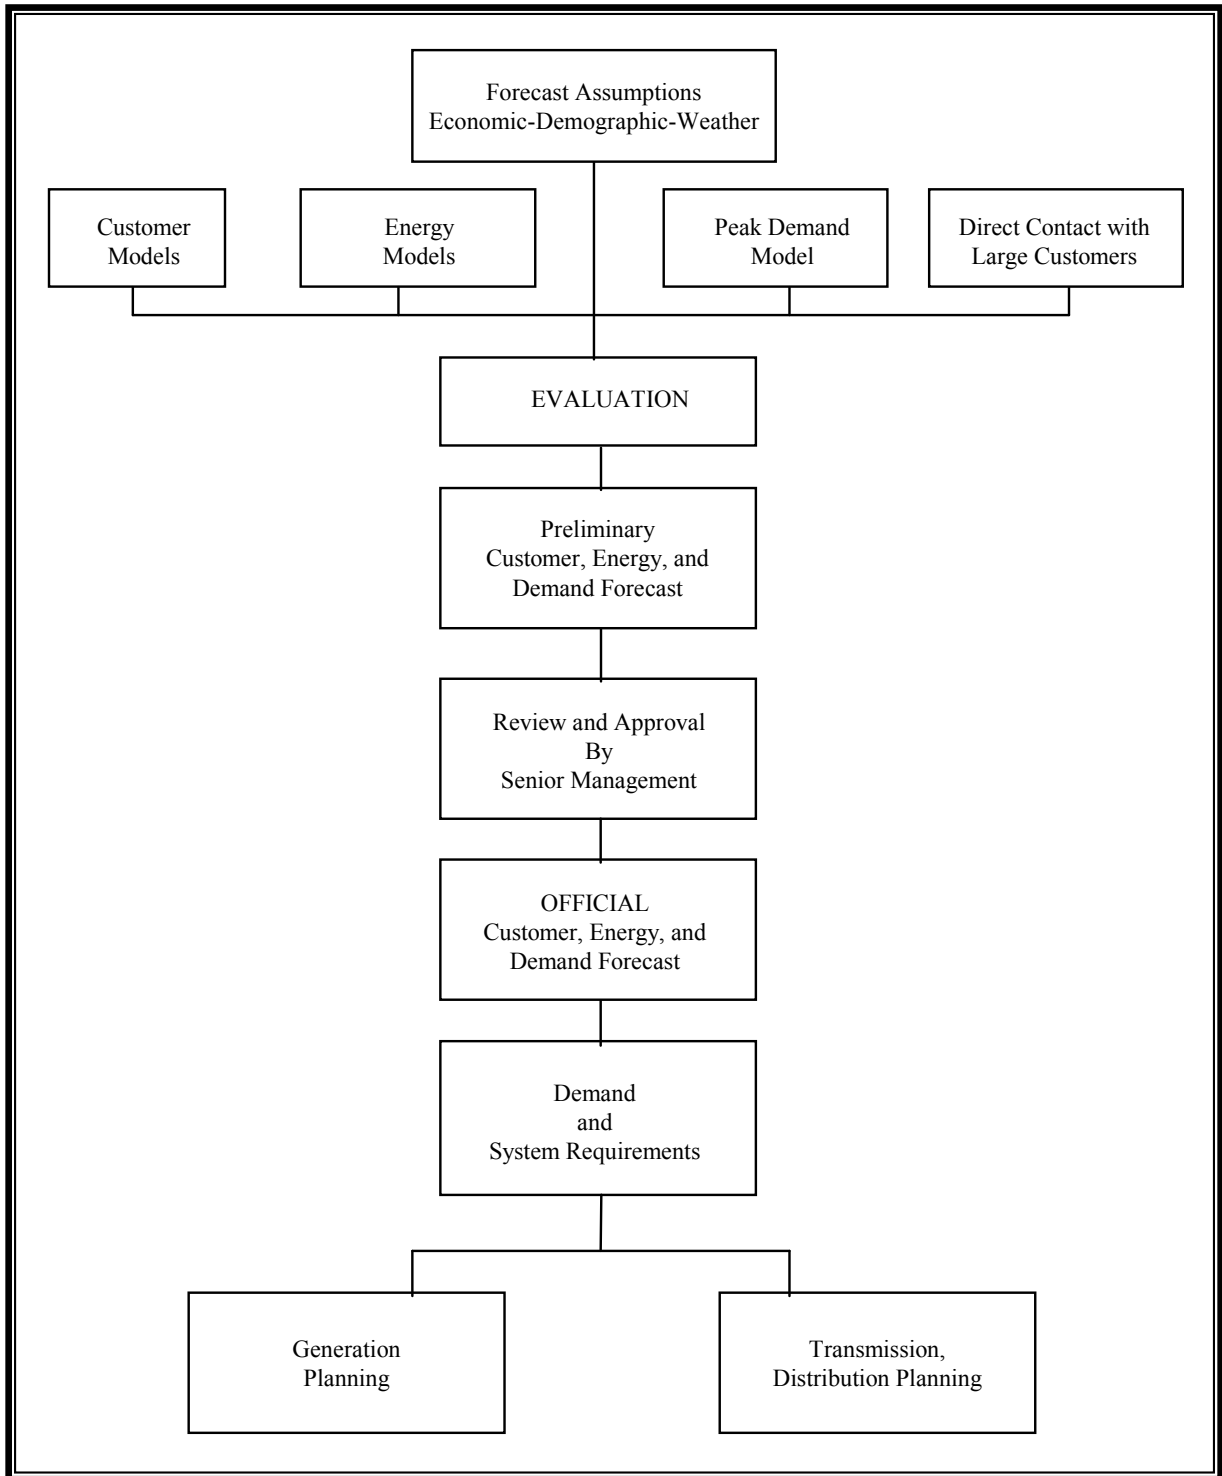 Forecast Assumptions
Economic-Demographic-Weather
Customer
Models
Energy
Models
Peak Demand
Model
Direct Contact with
Large Customers
EVALUATION
Preliminary
Customer, Energy, and
Demand Forecast
Review and Approval
By
Senior Management
OFFICIAL
Customer, Energy, and
Demand Forecast
Demand
and
System Requirements
Generation
Planning
Transmission,
Distribution Planning